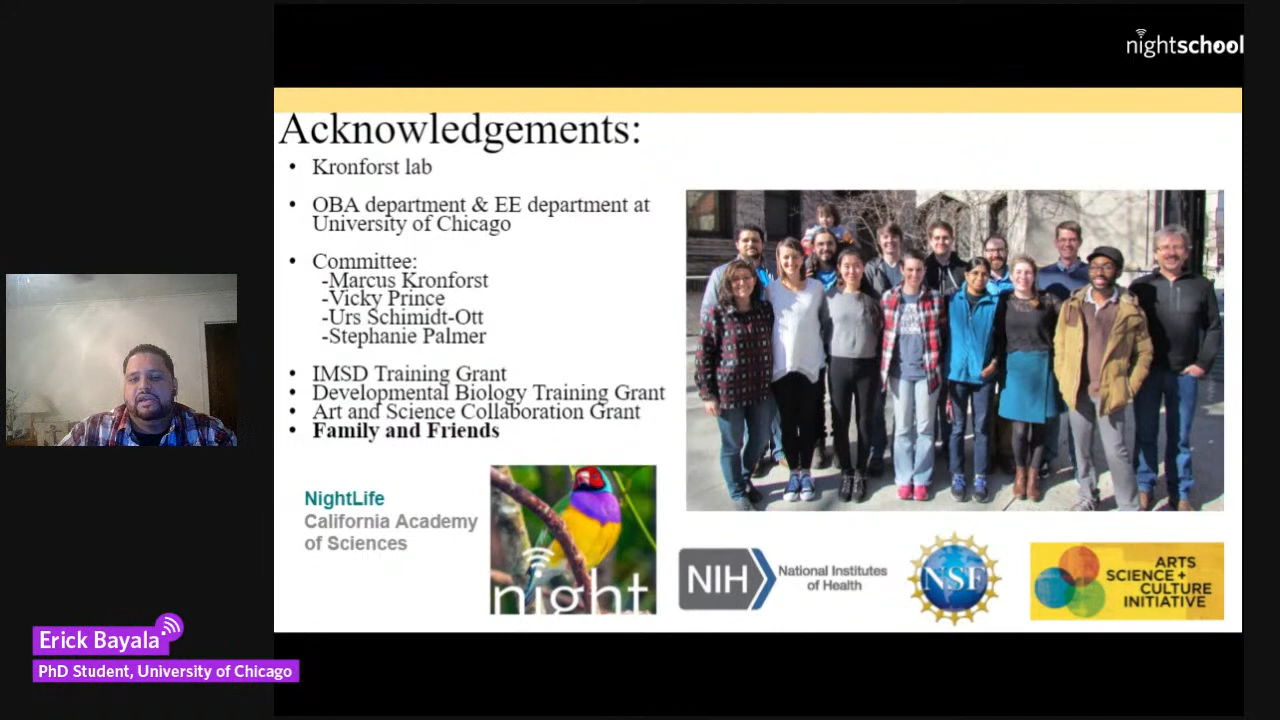 nightschool
Acknowledgements:
• Kronforst lab
• OBA department & EE department at
University of Chicago
• Committee:
-Marcus Kronforst
-Vicky Prince
-Urs Schimidt-Ott
-Stephanie Palmer
• IMSD Training Grant
• Developmental Biology Training Grant
• Art and Science Collaboration Grant
• Family and Friends
NightLife
California Academy
of Sciences
night
NIH
National Institutes
of Health
NSF
ARTS
SCIENCE+
CULTURE
INITIATIVE
Erick Bayala
PhD Student, University of Chicago